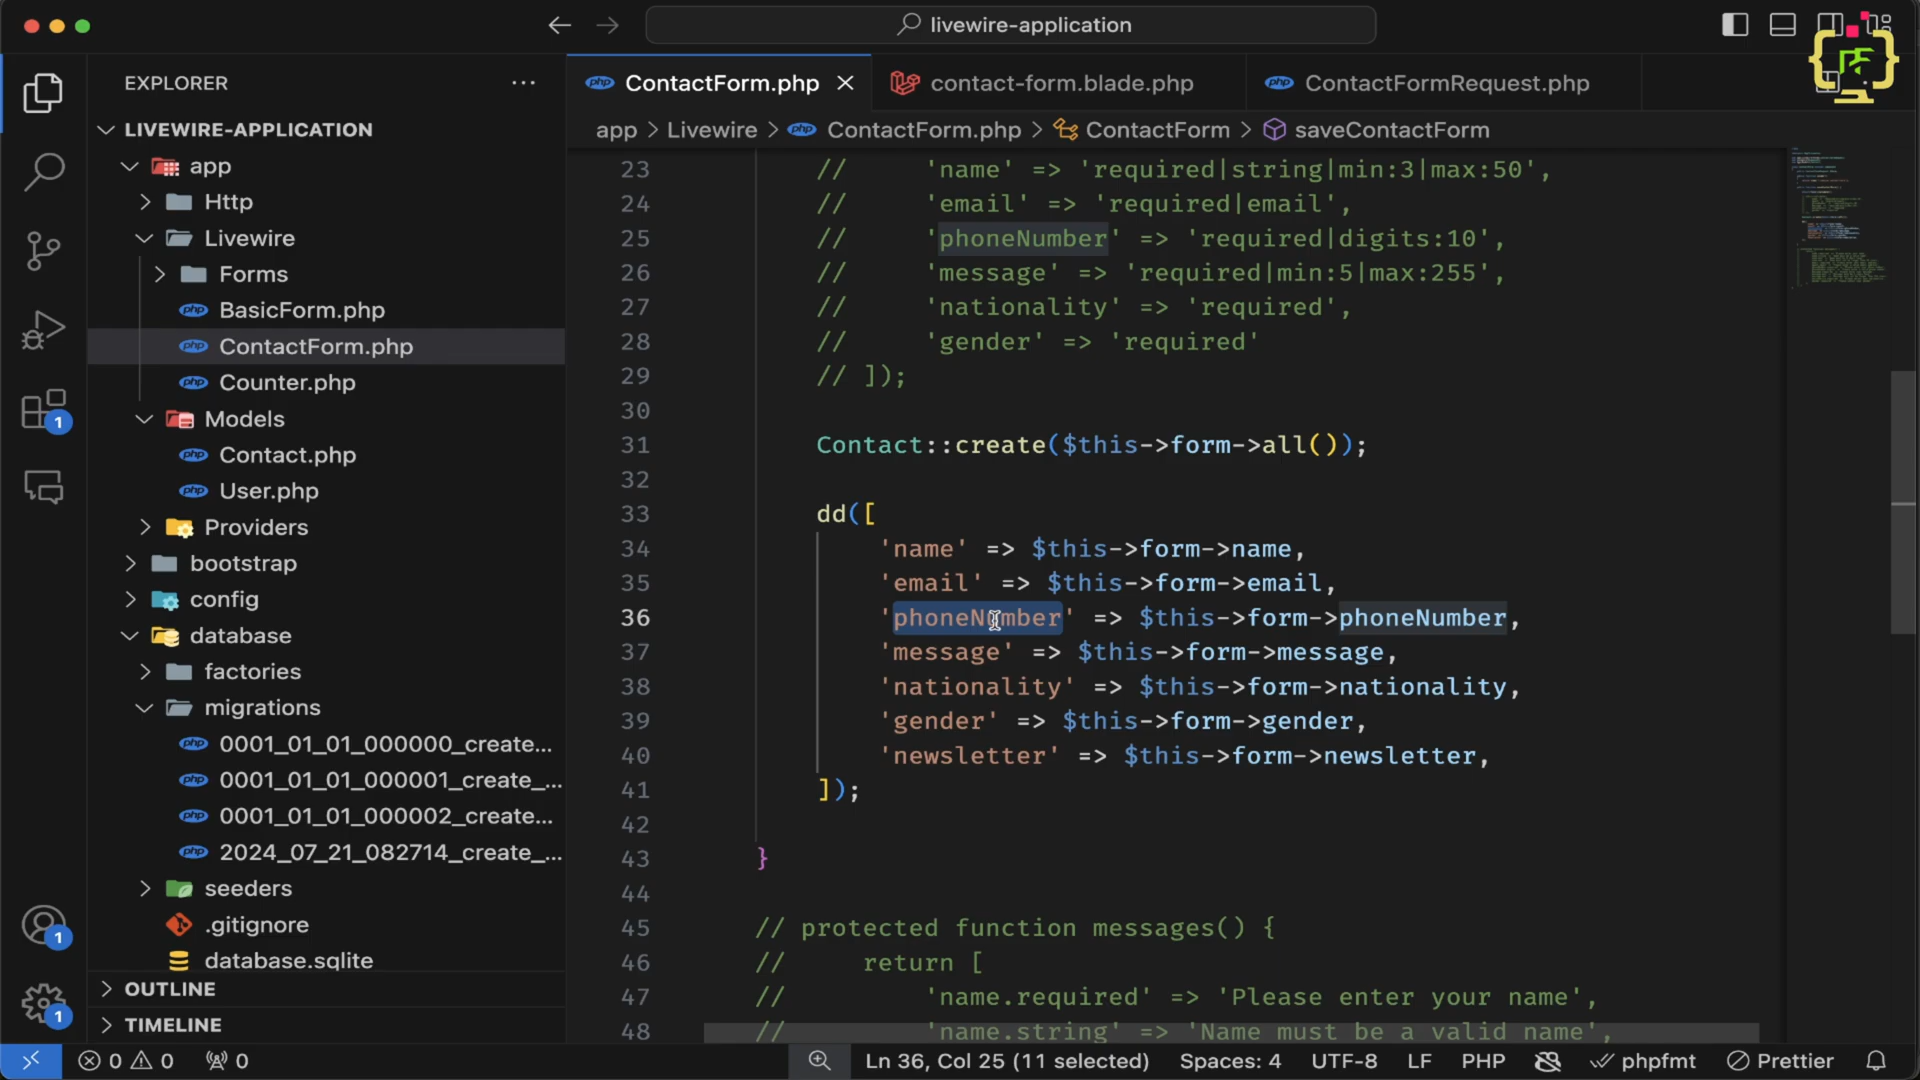 livewire-application
EXPLORER
LIVEWIRE-APPLICATION
app
Http
Livewire
Forms
BasicForm.php
ContactForm.php
Counter.php
Models
Contact.php
User.php
Providers
bootstrap
config
database
factories
migrations
0001_01_01_000000_create...
0001_01_01_000001_create_...
0001_01_01_000002_create...
2024_07_21_082714_create_...
seeders
.gitignore
database.sqlite
OUTLINE
TIMELINE
php ContactForm.php
contact-form.blade.php
php ContactFormRequest.php
app > Livewire > php ContactForm.php > ContactForm > saveContactForm
23 // 'name' => 'required|string|min:3|max:50',
24 // 'email' => 'required|email',
25 // 'phoneNumber' => 'required|digits:10',
26 // 'message' => 'required|min:5|max:255',
27 // 'nationality' => 'required',
28 // 'gender' => 'required'
29 // ]);
30
31 Contact::create($this->form->all());
32
33 dd([
34 'name' => $this->form->name,
35 'email' => $this->form->email,
36 'phoneNumber' => $this->form->phoneNumber,
37 'message' => $this->form->message,
38 'nationality' => $this->form->nationality,
39 'gender' => $this->form->gender,
40 'newsletter' => $this->form->newsletter,
41 ]);
42
43 }
44
45 // protected function messages() {
46 // return [
47 // 'name.required' => 'Please enter your name',
48 // 'name.string' => 'Name must be a valid name',
0 0 0 Ln 36, Col 25 (11 selected) Spaces: 4 UTF-8 LF PHP phpfmt Prettier